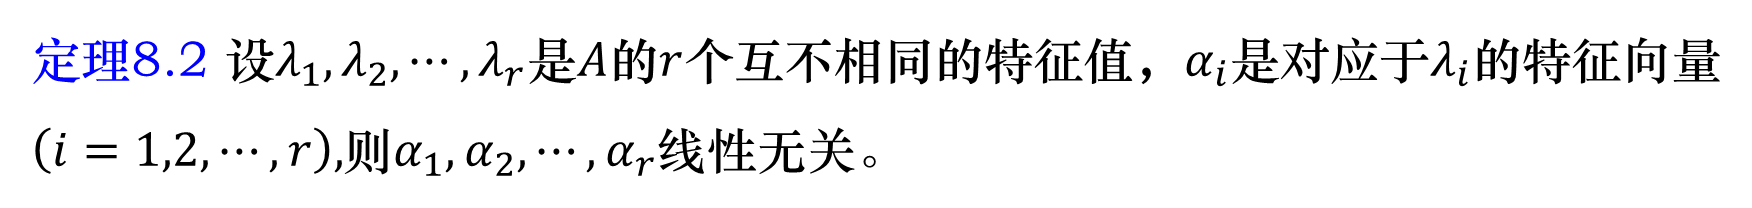 定理8.2 设λ₁, λ₂, ⋯ , λᵣ是A的r个互不相同的特征值，αᵢ是对应于λᵢ的特征向量
(i = 1,2, ⋯ , r),则α₁, α₂, ⋯ , αᵣ线性无关。